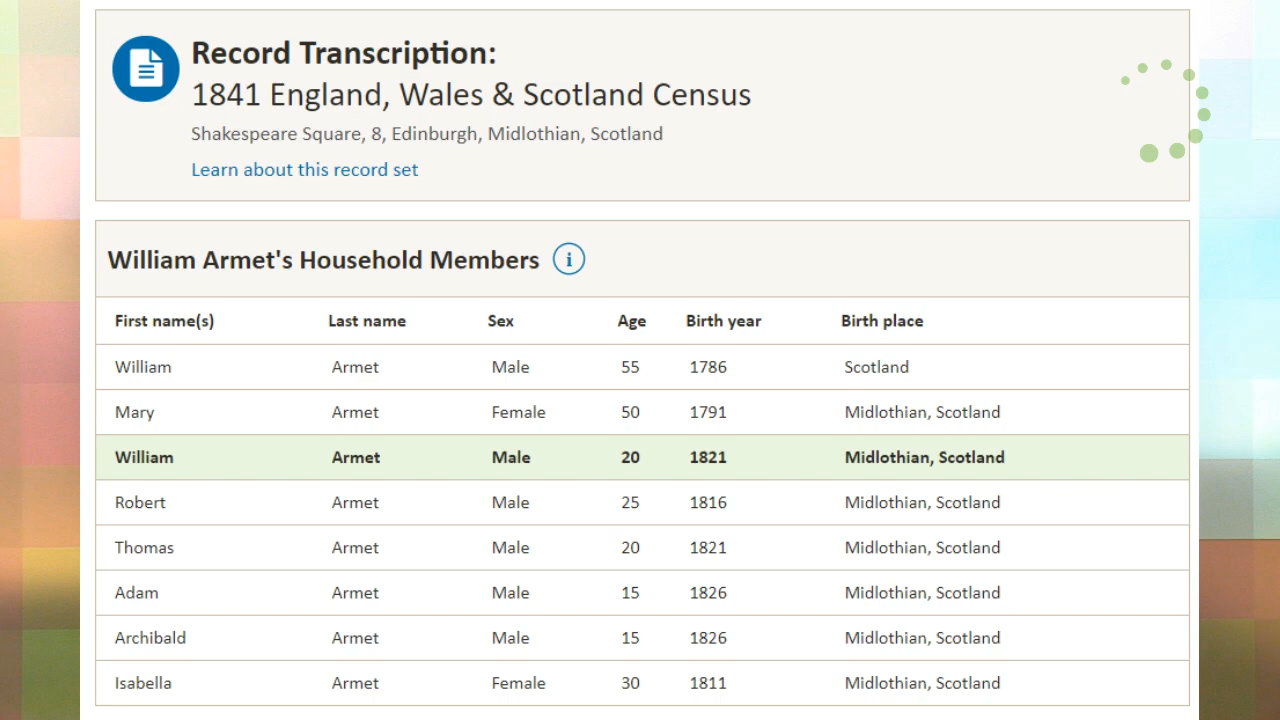 Record Transcription:
1841 England, Wales & Scotland Census
Shakespeare Square, 8, Edinburgh, Midlothian, Scotland
Learn about this record set
William Armet's Household Members i
First name(s) Last name Sex Age Birth year Birth place
William Armet Male 55 1786 Scotland
Mary Armet Female 50 1791 Midlothian, Scotland
William Armet Male 20 1821 Midlothian, Scotland
Robert Armet Male 25 1816 Midlothian, Scotland
Thomas Armet Male 20 1821 Midlothian, Scotland
Adam Armet Male 15 1826 Midlothian, Scotland
Archibald Armet Male 15 1826 Midlothian, Scotland
Isabella Armet Female 30 1811 Midlothian, Scotland